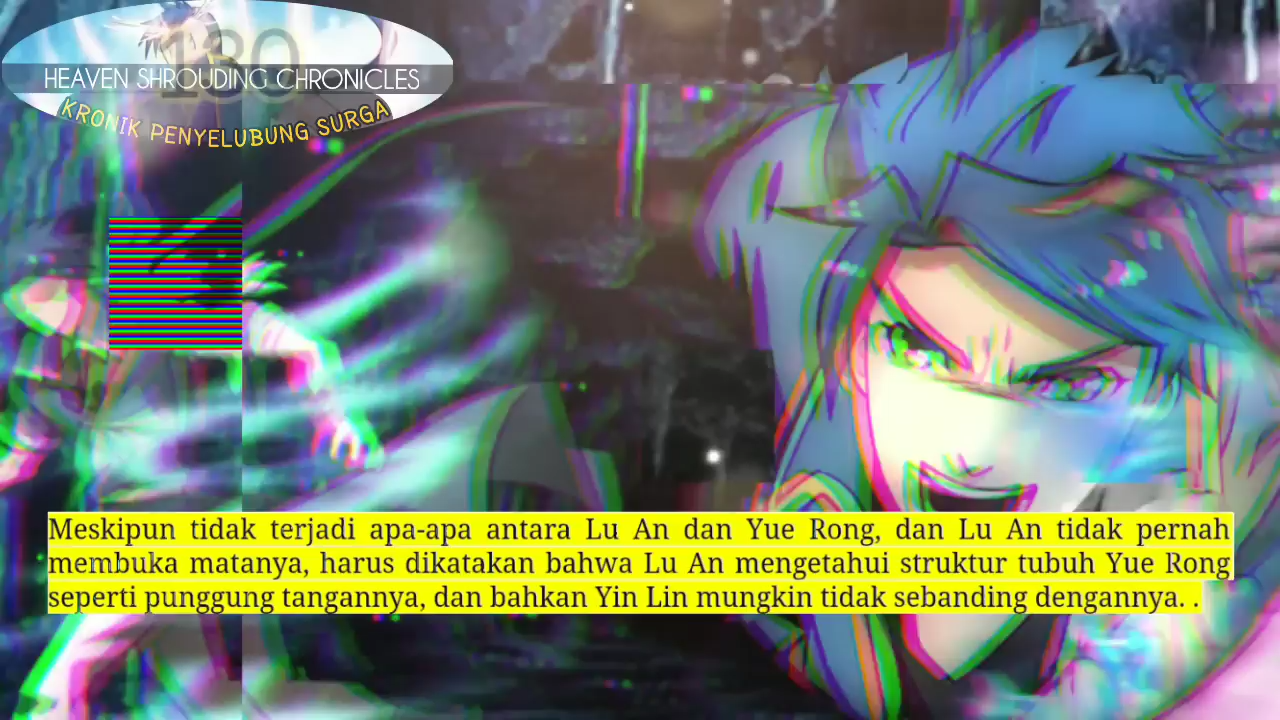 180
HEAVEN SHROUDING CHRONICLES
KRONIK PENYELUBUNG SURGA
Meskipun tidak terjadi apa-apa antara Lu An dan Yue Rong, dan Lu An tidak pernah
membuka matanya, harus dikatakan bahwa Lu An mengetahui struktur tubuh Yue Rong
seperti punggung tangannya, dan bahkan Yin Lin mungkin tidak sebanding dengannya. .